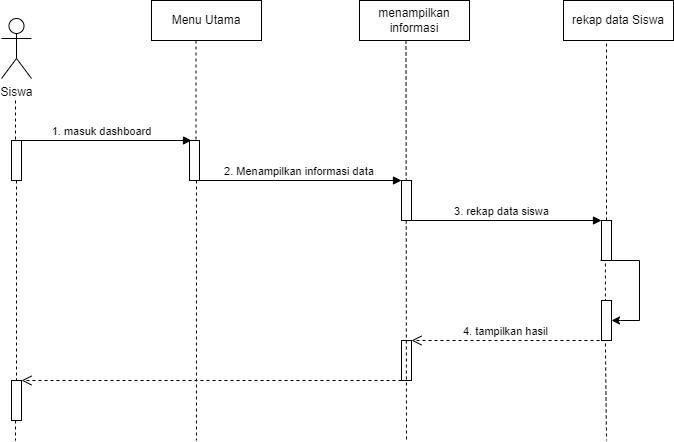 Menu Utama
menampilkan
informasi
rekap data Siswa
Siswa
1. masuk dashboard
2. Menampilkan informasi data
3. rekap data siswa
4. tampilkan hasil